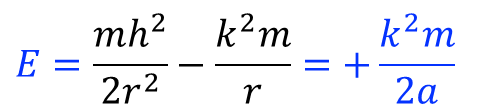 E = mh²/2r² − k²m/r = + k²m/2a